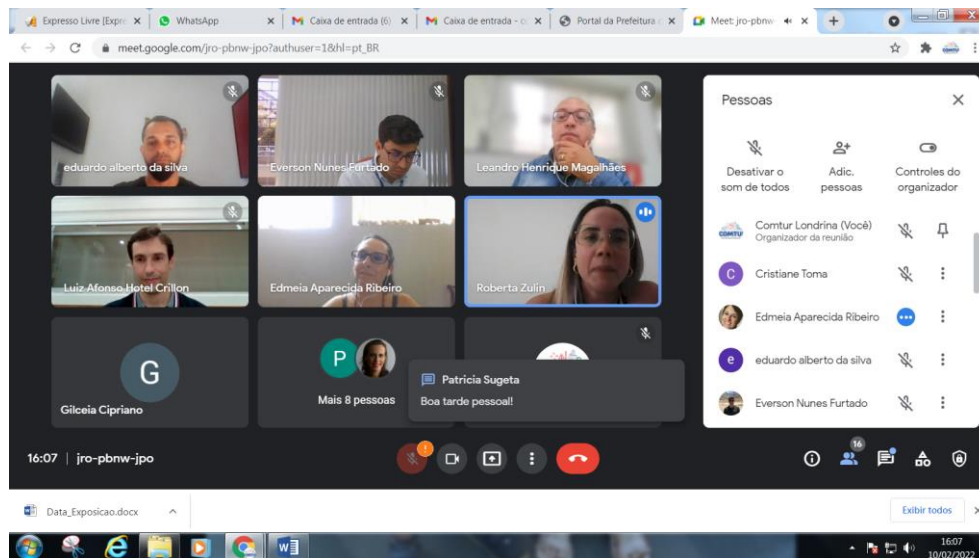 Expresso Livre [Expre
WhatsApp
Caixa de entrada (6)
Caixa de entrada - c
Portal da Prefeitura
Meet: jro-pbnw
meet.google.com/jro-pbnw-jpo?authuser=1&hl=pt_BR
eduardo alberto da silva
Everson Nunes Furtado
Leandro Henrique Magalhães
Luiz Afonso Hotel Crillon
Edmeia Aparecida Ribeiro
Roberta Zulin
G
Gilceia Cipriano
P
Mais 8 pessoas
Patricia Sugeta
Boa tarde pessoal!
Pessoas
Desativar o
som de todos
Adic.
pessoas
Controles do
organizador
COMTUR
Comtur Londrina (Você)
Organizador da reunião
C
Cristiane Toma
Edmeia Aparecida Ribeiro
e
eduardo alberto da silva
Everson Nunes Furtado
16:07 | jro-pbnw-jpo
16
Data_Exposicao.docx
Exibir todos
16:07
10/02/2022